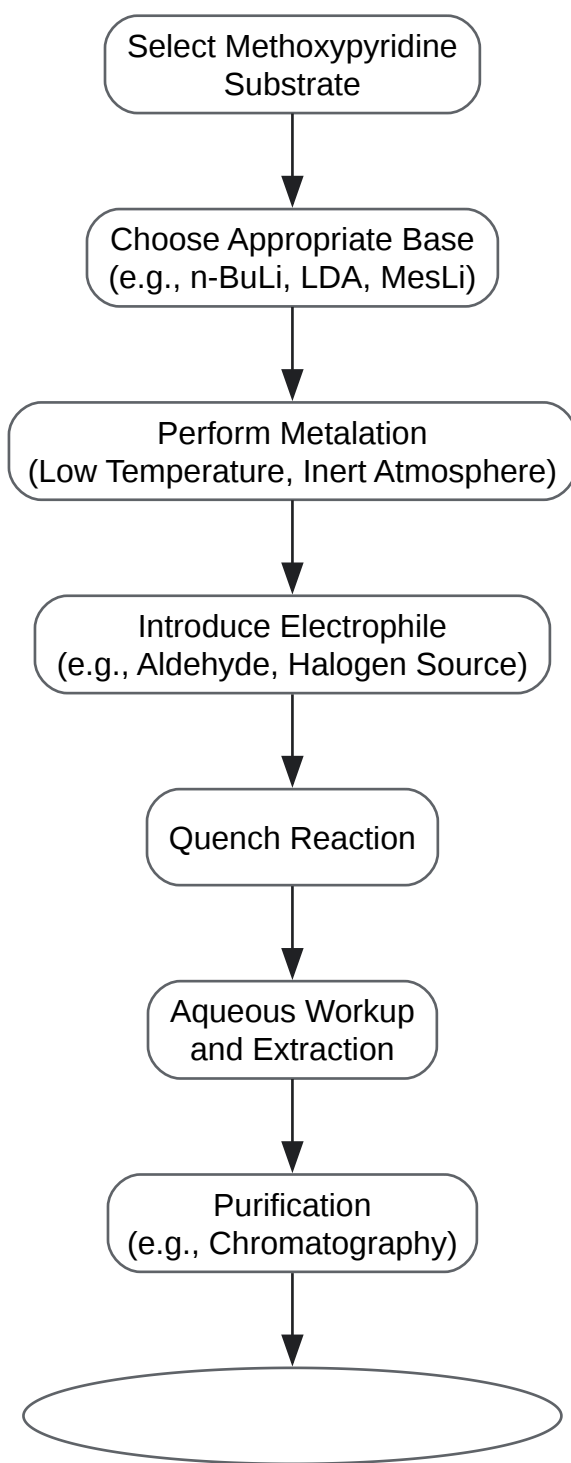 Select Methoxypyridine
Substrate
Choose Appropriate Base
(e.g., n-BuLi, LDA, MesLi)
Perform Metalation
(Low Temperature, Inert Atmosphere)
Introduce Electrophile
(e.g., Aldehyde, Halogen Source)
Quench Reaction
Aqueous Workup
and Extraction
Purification
(e.g., Chromatography)